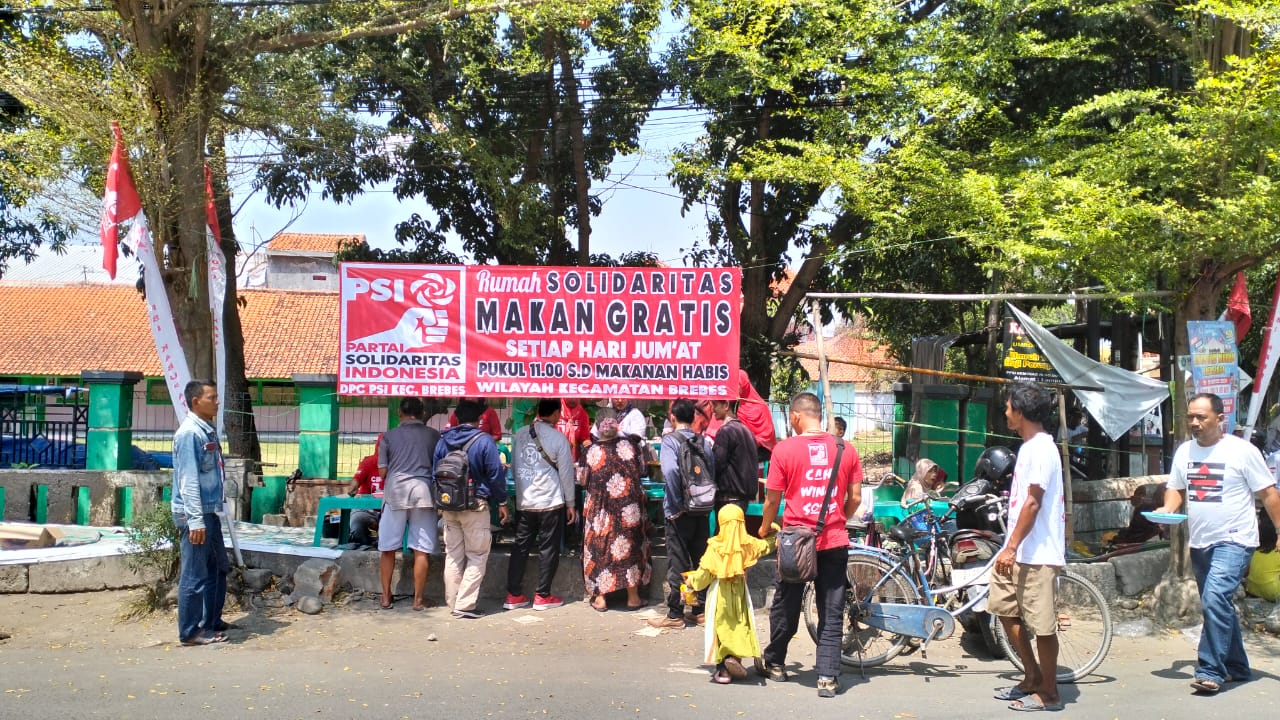 PSI
PARTAI
SOLIDARITAS
INDONESIA
DPC PSI KEC. BREBES
Rumah SOLIDARITAS
MAKAN GRATIS
SETIAP HARI JUM'AT
PUKUL 11.00 S.D MAKANAN HABIS
WILAYAH KECAMATAN BREBES